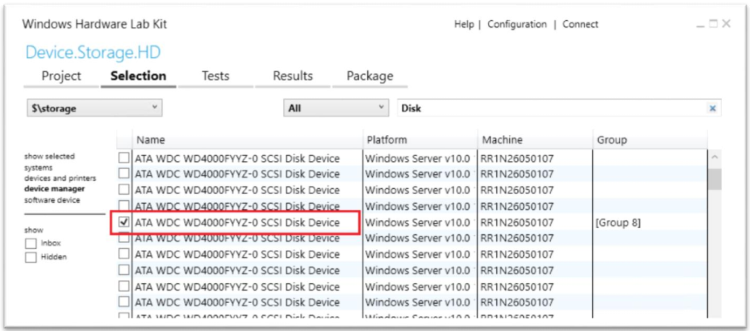 Windows Hardware Lab Kit
Help | Configuration | Connect
Device.Storage.HD
Project Selection Tests Results Package
$\storage All Disk
Name Platform Machine Group
show selected
systems
devices and printers
device manager
software device
show
Inbox
Hidden
ATA WDC WD4000FYYZ-0 SCSI Disk Device Windows Server v10.0 RR1N26050107
ATA WDC WD4000FYYZ-0 SCSI Disk Device Windows Server v10.0 RR1N26050107
ATA WDC WD4000FYYZ-0 SCSI Disk Device Windows Server v10.0 RR1N26050107
ATA WDC WD4000FYYZ-0 SCSI Disk Device Windows Server v10.0 RR1N26050107
ATA WDC WD4000FYYZ-0 SCSI Disk Device Windows Server v10.0 RR1N26050107 [Group 8]
ATA WDC WD4000FYYZ-0 SCSI Disk Device Windows Server v10.0 RR1N26050107
ATA WDC WD4000FYYZ-0 SCSI Disk Device Windows Server v10.0 RR1N26050107
ATA WDC WD4000FYYZ-0 SCSI Disk Device Windows Server v10.0 RR1N26050107
ATA WDC WD4000FYYZ-0 SCSI Disk Device Windows Server v10.0 RR1N26050107
ATA WDC WD4000FYYZ-0 SCSI Disk Device Windows Server v10.0 RR1N26050107
ATA WDC WD4000FYYZ-0 SCSI Disk Device Windows Server v10.0 RR1N26050107